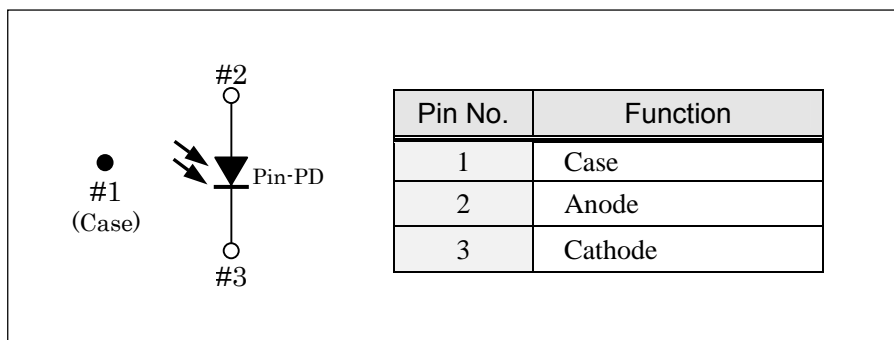 #2
Pin-PD
#1
(Case)
#3
Pin No. Function
1 Case
2 Anode
3 Cathode